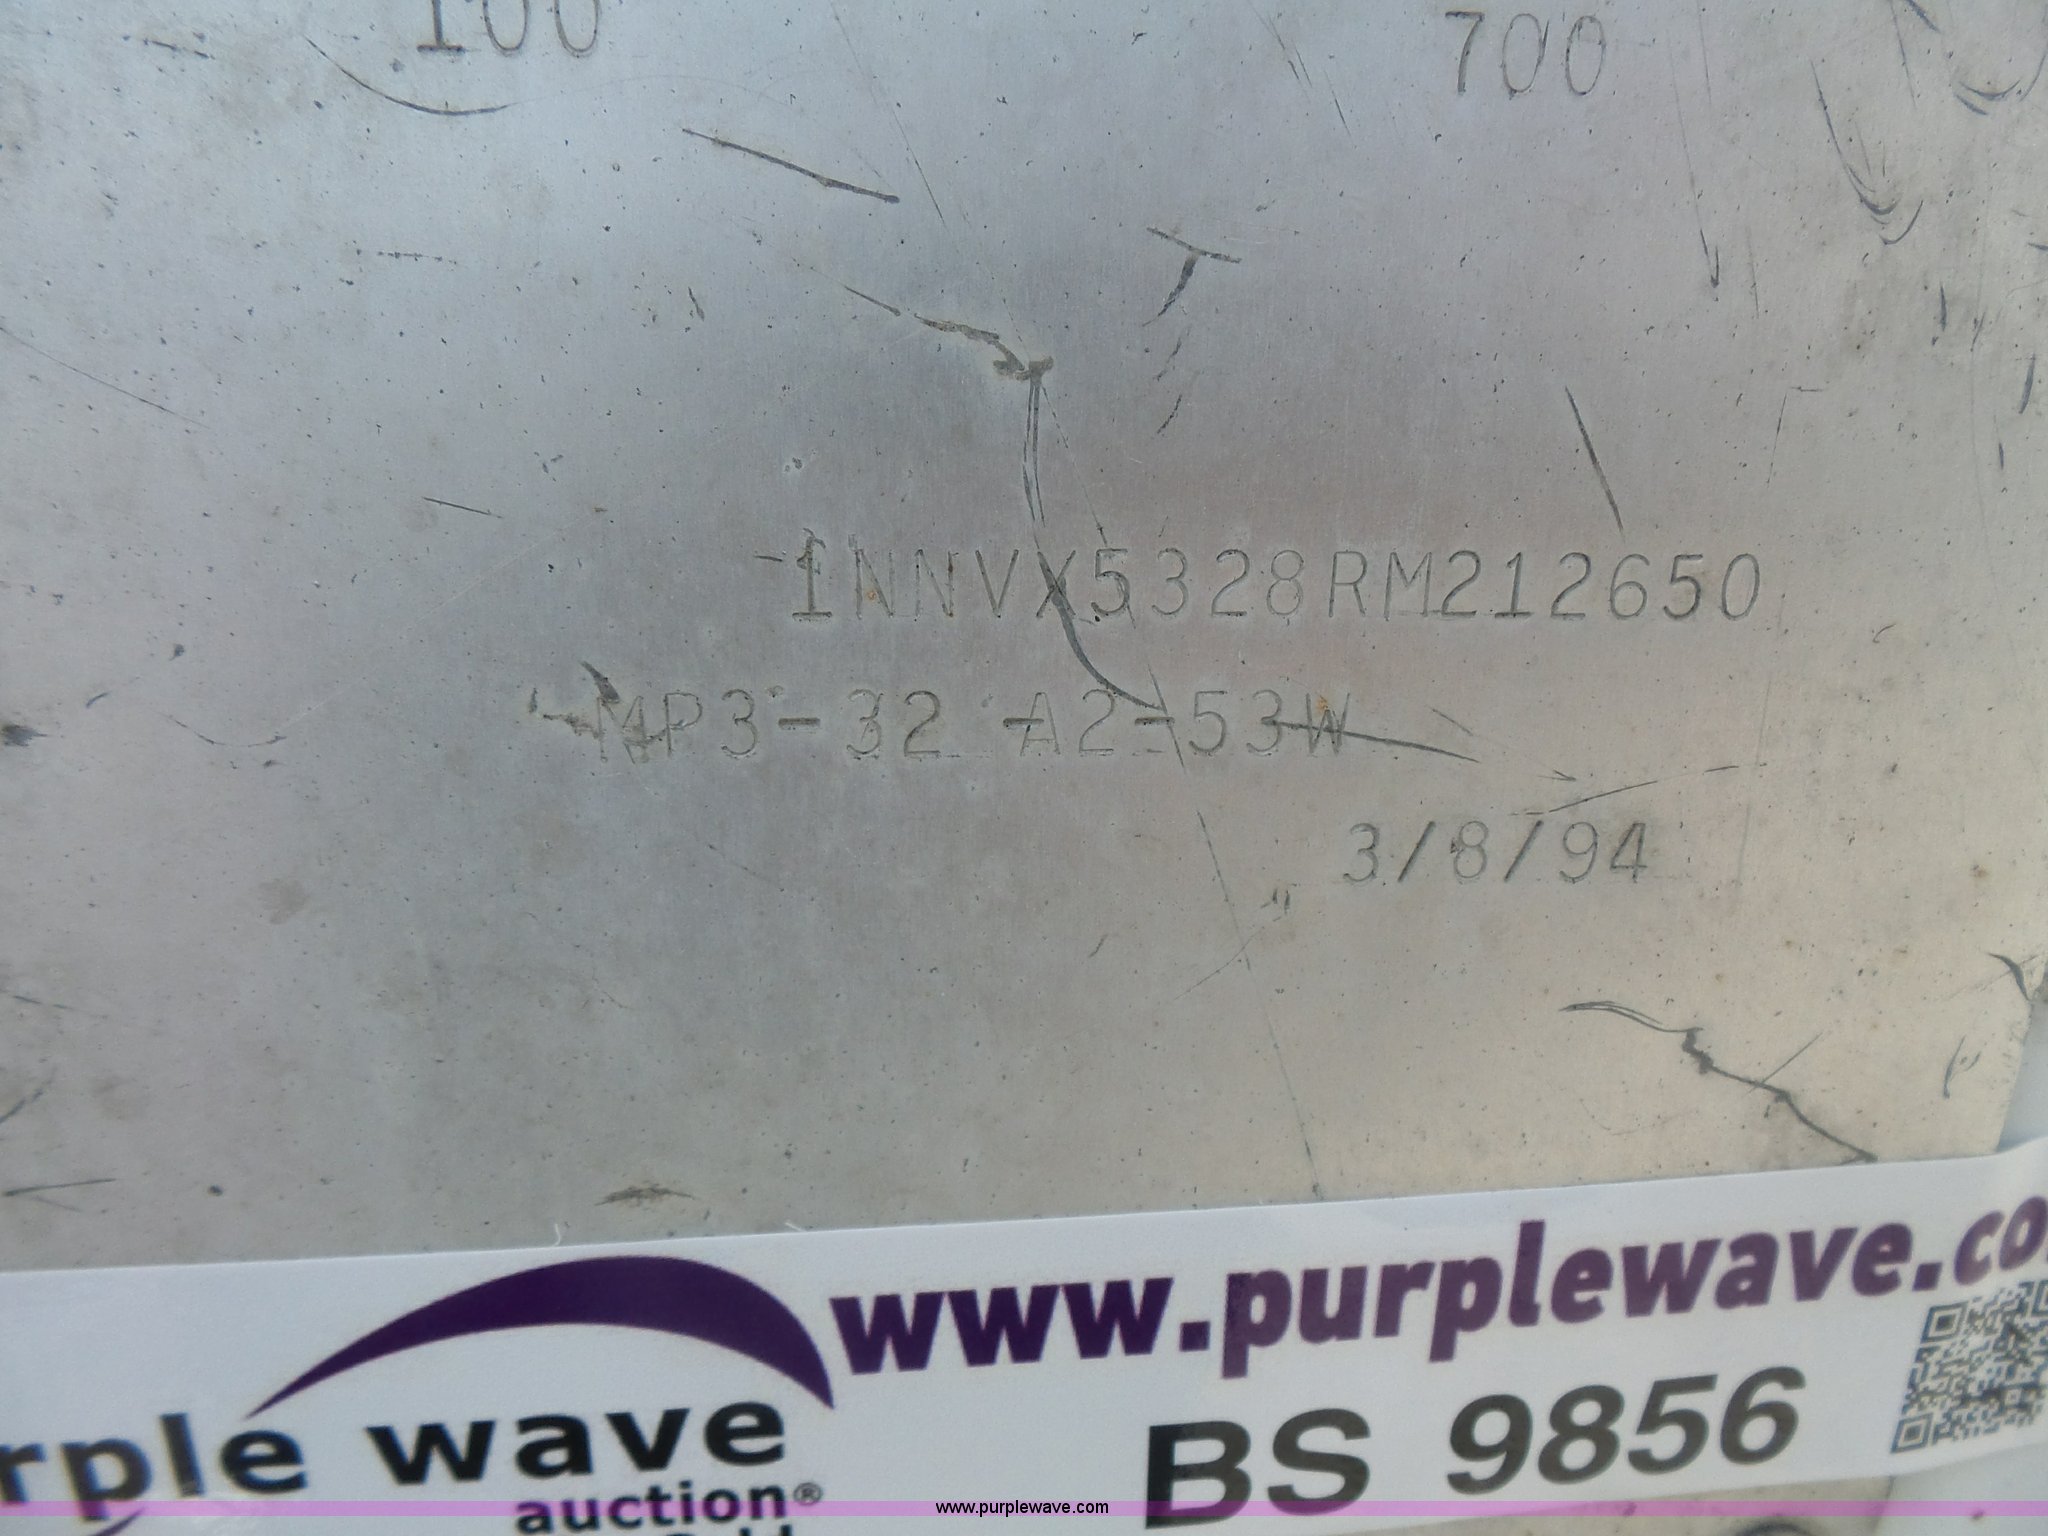 100 700
1NNVX5328RM212650
MP3-32 A2-53W
3/8/94
www.purplewave.co
rple wave
auction®
BS 9856
www.purplewave.com